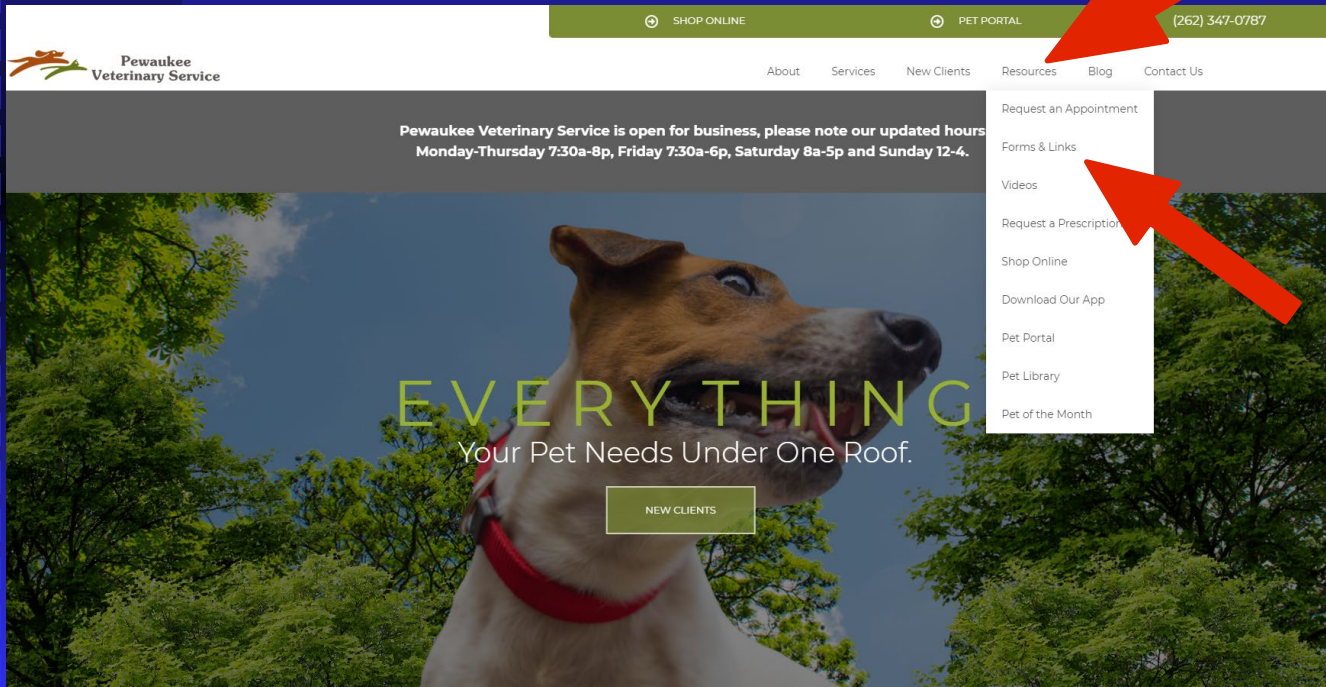 SHOP ONLINE
PET PORTAL
(262) 347-0787
Pewaukee
Veterinary Service
About
Services
New Clients
Resources
Blog
Contact Us
Request an Appointment
Forms & Links
Videos
Request a Prescription
Shop Online
Download Our App
Pet Portal
Pet Library
Pet of the Month
Pewaukee Veterinary Service is open for business, please note our updated hours
Monday-Thursday 7:30a-8p, Friday 7:30a-6p, Saturday 8a-5p and Sunday 12-4.
EVERYTHING
Your Pet Needs Under One Roof.
NEW CLIENTS